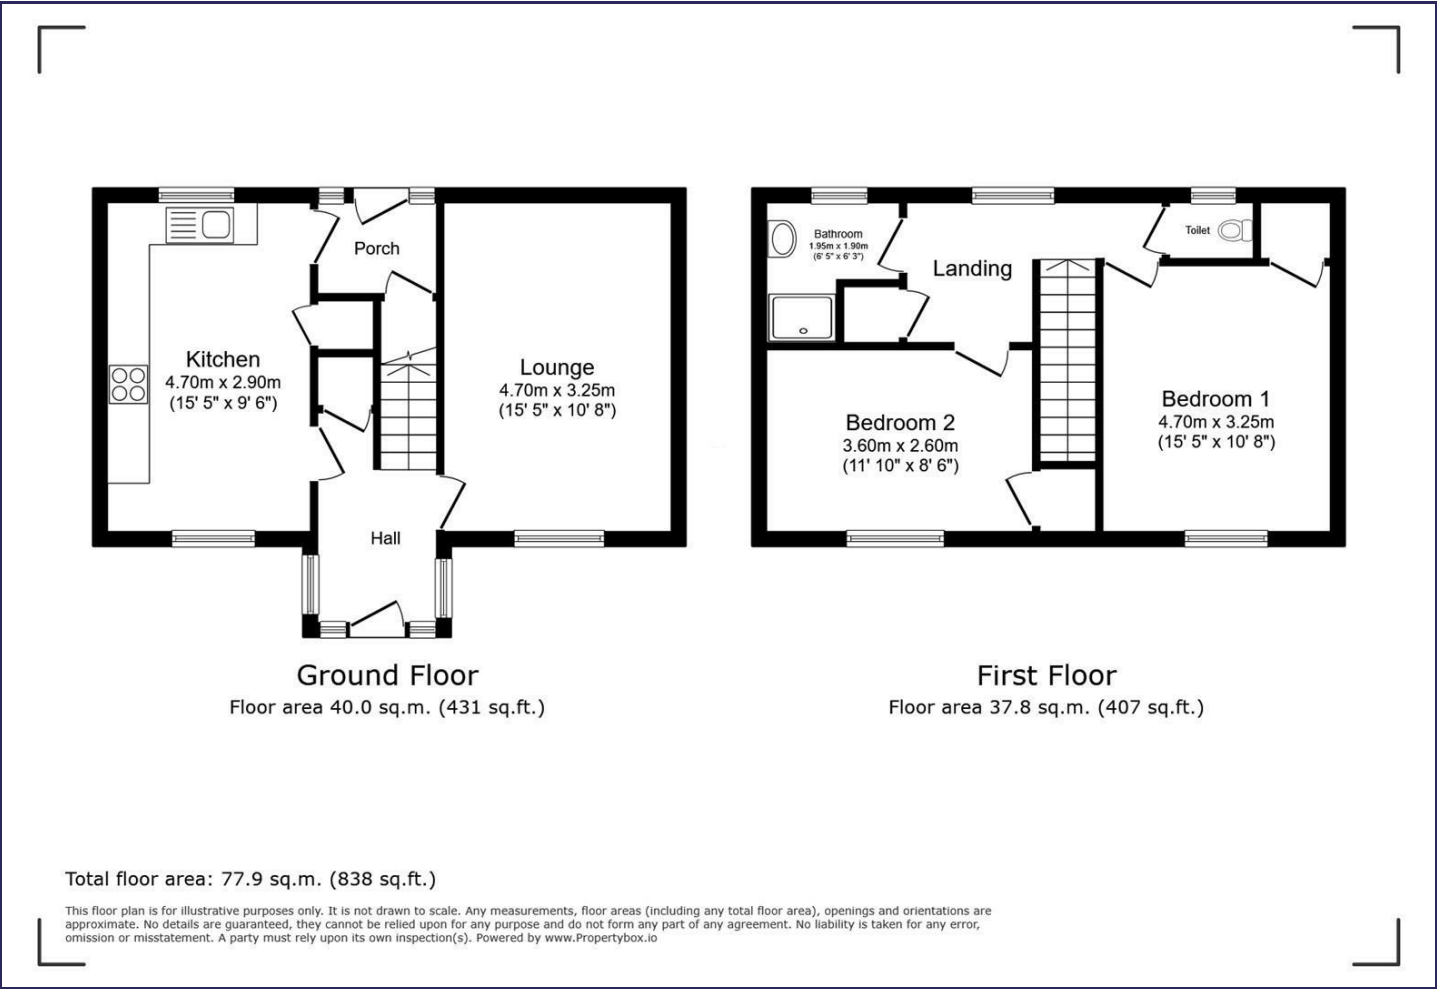 Porch
Kitchen
4.70m x 2.90m
(15' 5" x 9' 6")
Lounge
4.70m x 3.25m
(15' 5" x 10' 8")
Hall
Ground Floor
Floor area 40.0 sq.m. (431 sq.ft.)
Bathroom
1.95m x 1.90m
(6' 5" x 6' 3")
Toilet
Landing
Bedroom 2
3.60m x 2.60m
(11' 10" x 8' 6")
Bedroom 1
4.70m x 3.25m
(15' 5" x 10' 8")
First Floor
Floor area 37.8 sq.m. (407 sq.ft.)
Total floor area: 77.9 sq.m. (838 sq.ft.)
This floor plan is for illustrative purposes only. It is not drawn to scale. Any measurements, floor areas (including any total floor area), openings and orientations are
approximate. No details are guaranteed, they cannot be relied upon for any purpose and do not form any part of any agreement. No liability is taken for any error,
omission or misstatement. A party must rely upon its own inspection(s). Powered by www.Propertybox.io